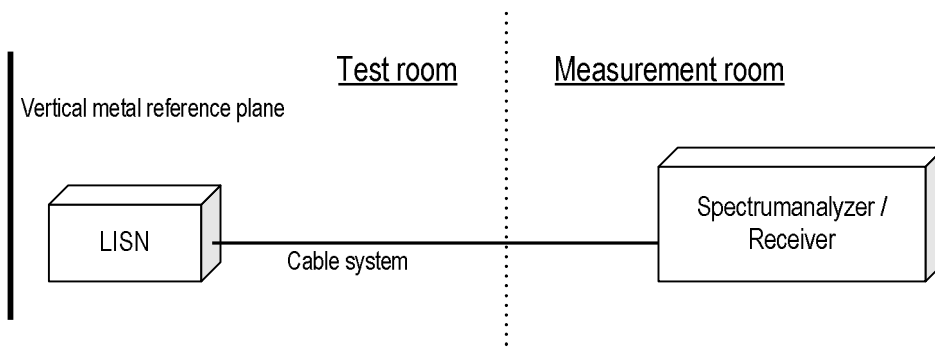 Test room
Measurement room
Vertical metal reference plane
LISN
Cable system
Spectrumanalyzer /
Receiver